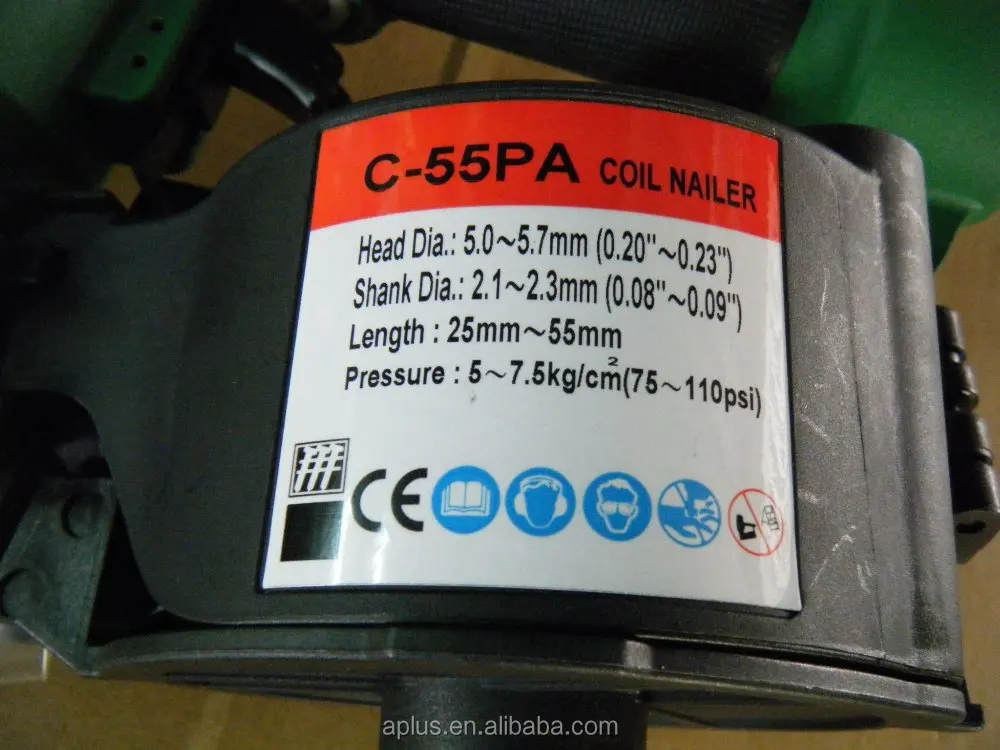 C-55PA COIL NAILER
Head Dia.: 5.0～5.7mm (0.20"～0.23")
Shank Dia.: 2.1～2.3mm (0.08"～0.09")
Length : 25mm～55mm
Pressure : 5～7.5kg/cm²(75～110psi)
CE
aplus.en.alibaba.com